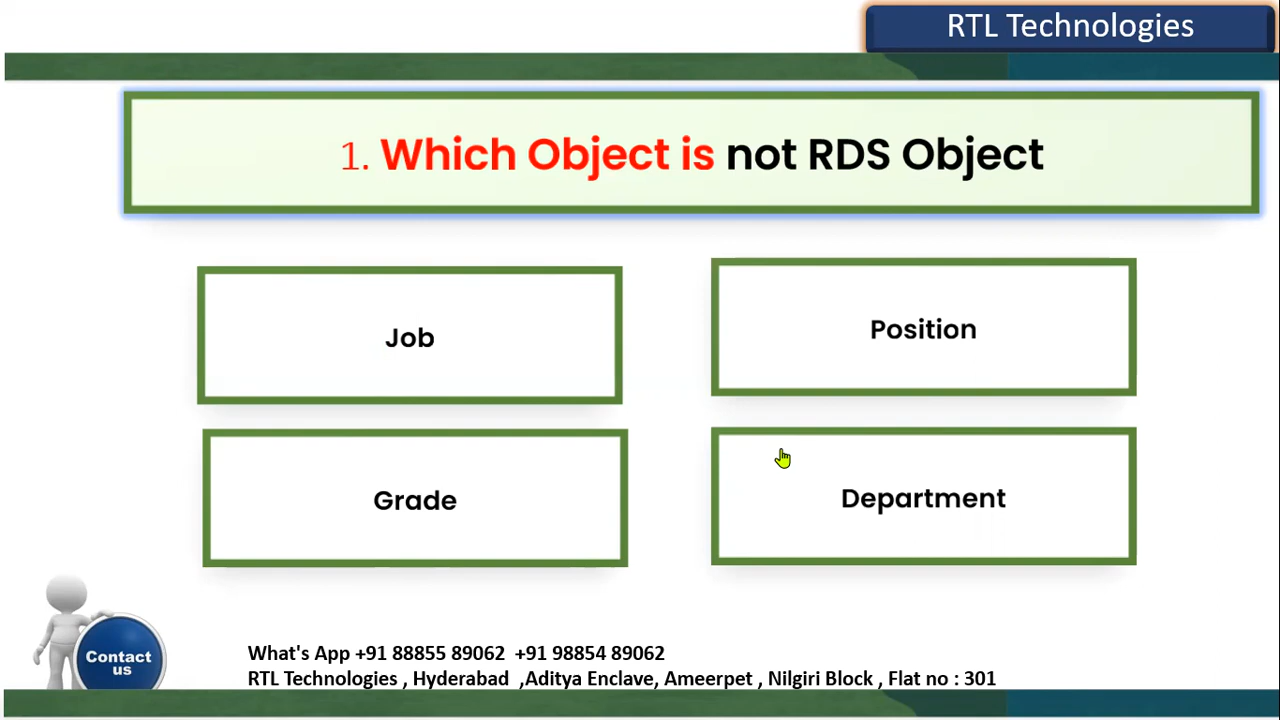 RTL Technologies
1. Which Object is not RDS Object
Job
Position
Grade
Department
Contact
us
What's App +91 88855 89062 +91 98854 89062
RTL Technologies , Hyderabad ,Aditya Enclave, Ameerpet , Nilgiri Block , Flat no : 301